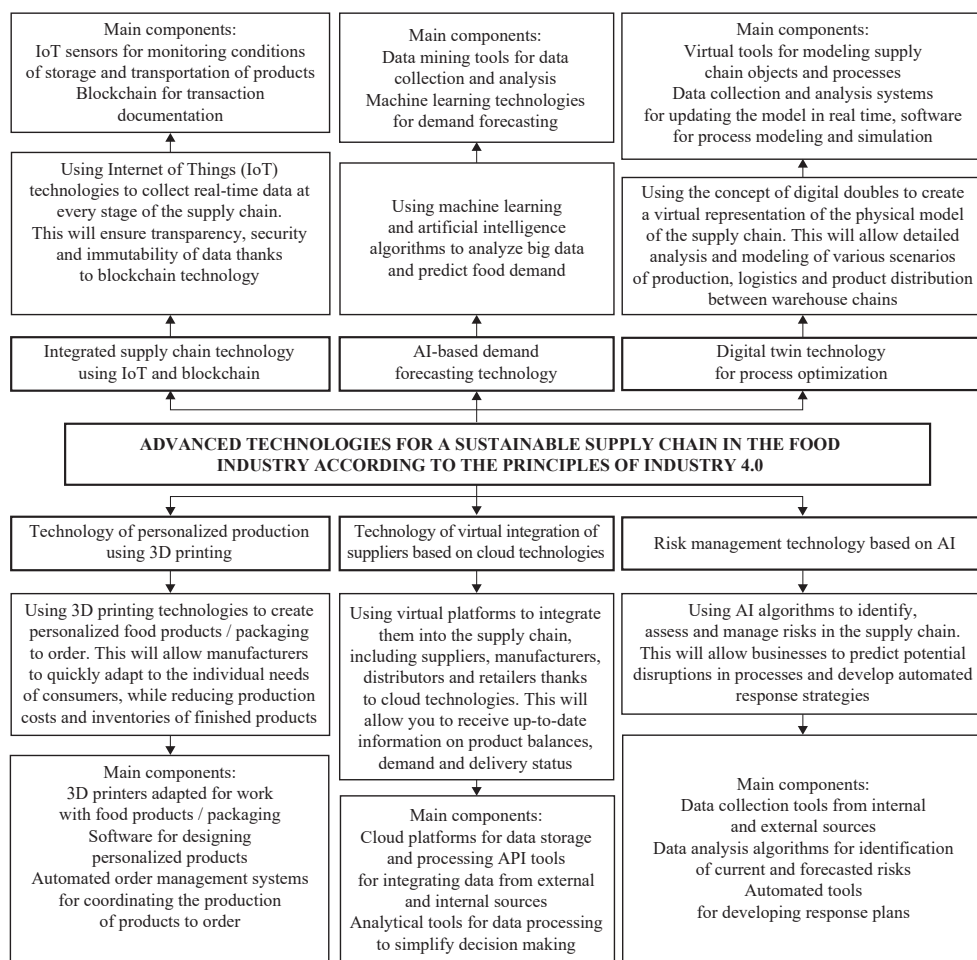 Main components:
IoT sensors for monitoring conditions
of storage and transportation of products
Blockchain for transaction
documentation
Main components:
Data mining tools for data
collection and analysis
Machine learning technologies
for demand forecasting
Main components:
Virtual tools for modeling supply
chain objects and processes
Data collection and analysis systems
for updating the model in real time, software
for process modeling and simulation
Using Internet of Things (IoT)
technologies to collect real-time data at
every stage of the supply chain.
This will ensure transparency, security
and immutability of data thanks
to blockchain technology
Using machine learning
and artificial intelligence
algorithms to analyze big data
and predict food demand
Using the concept of digital doubles to create
a virtual representation of the physical model
of the supply chain. This will allow detailed
analysis and modeling of various scenarios
of production, logistics and product distribution
between warehouse chains
Integrated supply chain technology
using IoT and blockchain
AI-based demand
forecasting technology
Digital twin technology
for process optimization
ADVANCED TECHNOLOGIES FOR A SUSTAINABLE SUPPLY CHAIN IN THE FOOD
INDUSTRY ACCORDING TO THE PRINCIPLES OF INDUSTRY 4.0
Technology of personalized production
using 3D printing
Technology of virtual integration of
suppliers based on cloud technologies
Risk management technology based on AI
Using 3D printing technologies to create
personalized food products / packaging
to order. This will allow manufacturers
to quickly adapt to the individual needs
of consumers, while reducing production
costs and inventories of finished products
Using virtual platforms to integrate
them into the supply chain,
including suppliers, manufacturers,
distributors and retailers thanks
to cloud technologies. This will
allow you to receive up-to-date
information on product balances,
demand and delivery status
Using AI algorithms to identify,
assess and manage risks in the supply chain.
This will allow businesses to predict potential
disruptions in processes and develop automated
response strategies
Main components:
3D printers adapted for work
with food products / packaging
Software for designing
personalized products
Automated order management systems
for coordinating the production
of products to order
Main components:
Cloud platforms for data storage
and processing API tools
for integrating data from external
and internal sources
Analytical tools for data processing
to simplify decision making
Main components:
Data collection tools from internal
and external sources
Data analysis algorithms for identification
of current and forecasted risks
Automated tools
for developing response plans